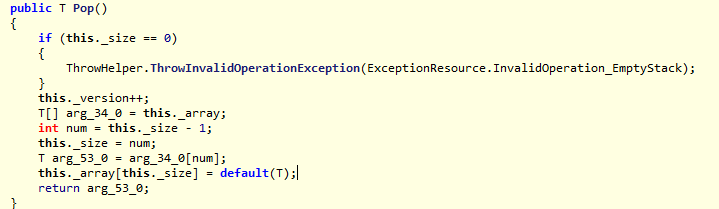 public T Pop()
{
if (this._size == 0)
{
ThrowHelper.ThrowInvalidOperationException(ExceptionResource.InvalidOperation_EmptyStack);
}
this._version++;
T[] arg_34_0 = this._array;
int num = this._size - 1;
this._size = num;
T arg_53_0 = arg_34_0[num];
this._array[this._size] = default(T);
return arg_53_0;
}